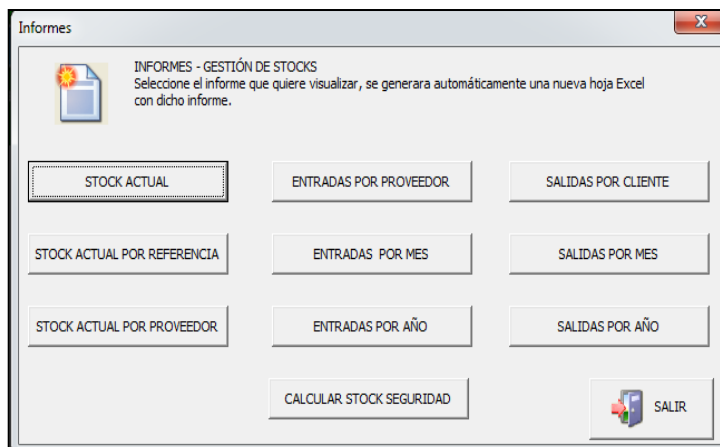 Informes
INFORMES - GESTIÓN DE STOCKS
Seleccione el informe que quiere visualizar, se generara automáticamente una nueva hoja Excel
con dicho informe.
STOCK ACTUAL
ENTRADAS POR PROVEEDOR
SALIDAS POR CLIENTE
STOCK ACTUAL POR REFERENCIA
ENTRADAS POR MES
SALIDAS POR MES
STOCK ACTUAL POR PROVEEDOR
ENTRADAS POR AÑO
SALIDAS POR AÑO
CALCULAR STOCK SEGURIDAD
SALIR